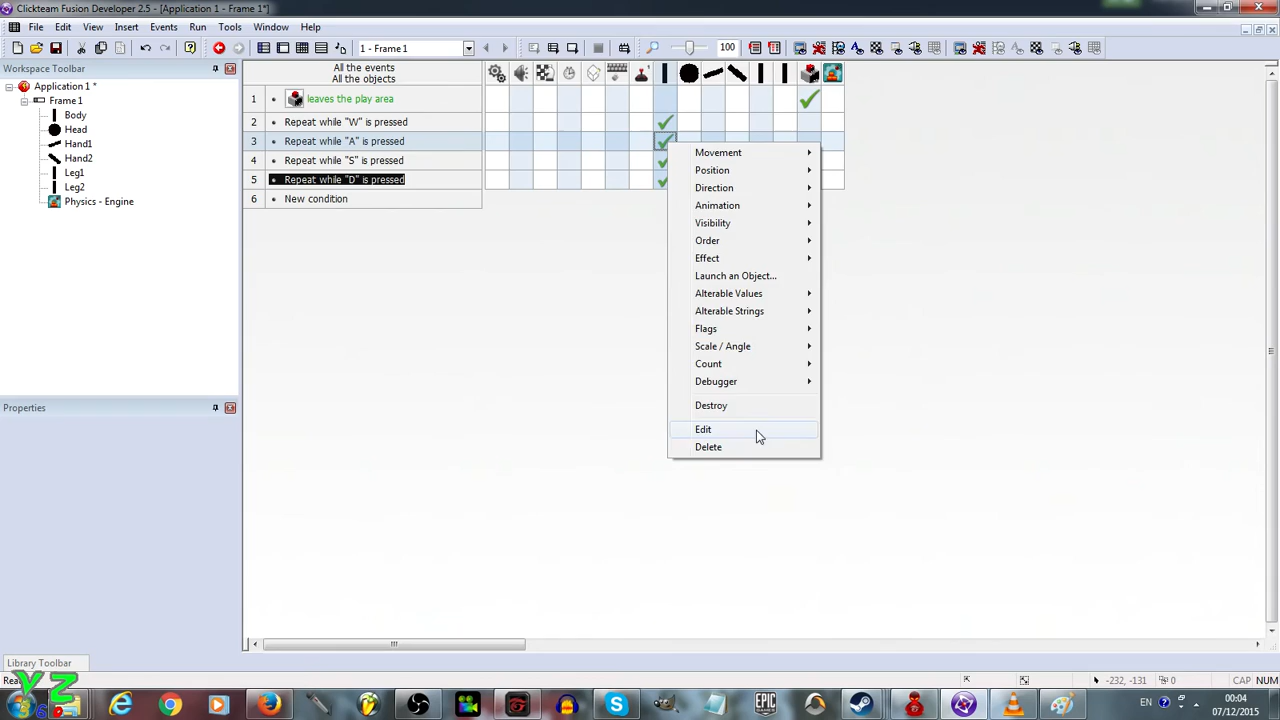 Clickteam Fusion Developer 2.5 - [Application 1 - Frame 1*]
File Edit View Insert Events Run Tools Window Help
1 - Frame 1
100
Workspace Toolbar
Application 1 *
Frame 1
Body
Head
Hand1
Hand2
Leg1
Leg2
Physics - Engine
Properties
All the events
All the objects
1 • leaves the play area
2 • Repeat while "W" is pressed
3 • Repeat while "A" is pressed
4 • Repeat while "S" is pressed
5 • Repeat while "D" is pressed
6 • New condition
Movement
Position
Direction
Animation
Visibility
Order
Effect
Launch an Object...
Alterable Values
Alterable Strings
Flags
Scale / Angle
Count
Debugger
Destroy
Edit
Delete
Library Toolbar
-232, -131
0
CAP NUM
YZ
EPIC GAMES
EN
00:04
07/12/2015